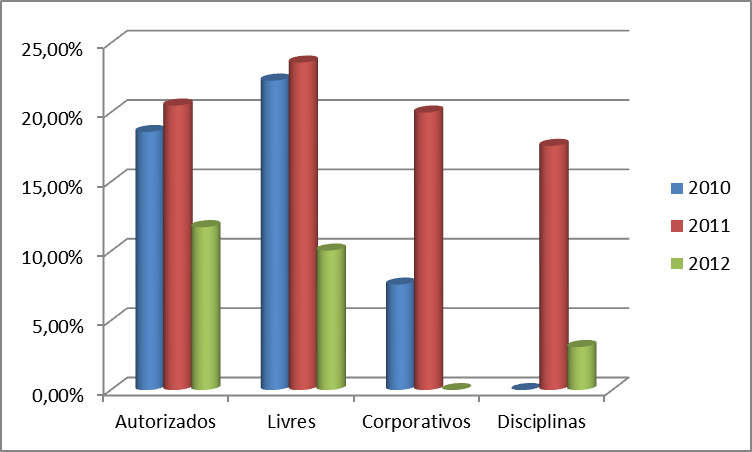 25,00%
20,00%
15,00%
10,00%
5,00%
0,00%
Autorizados
Livres
Corporativos
Disciplinas
2010
2011
2012